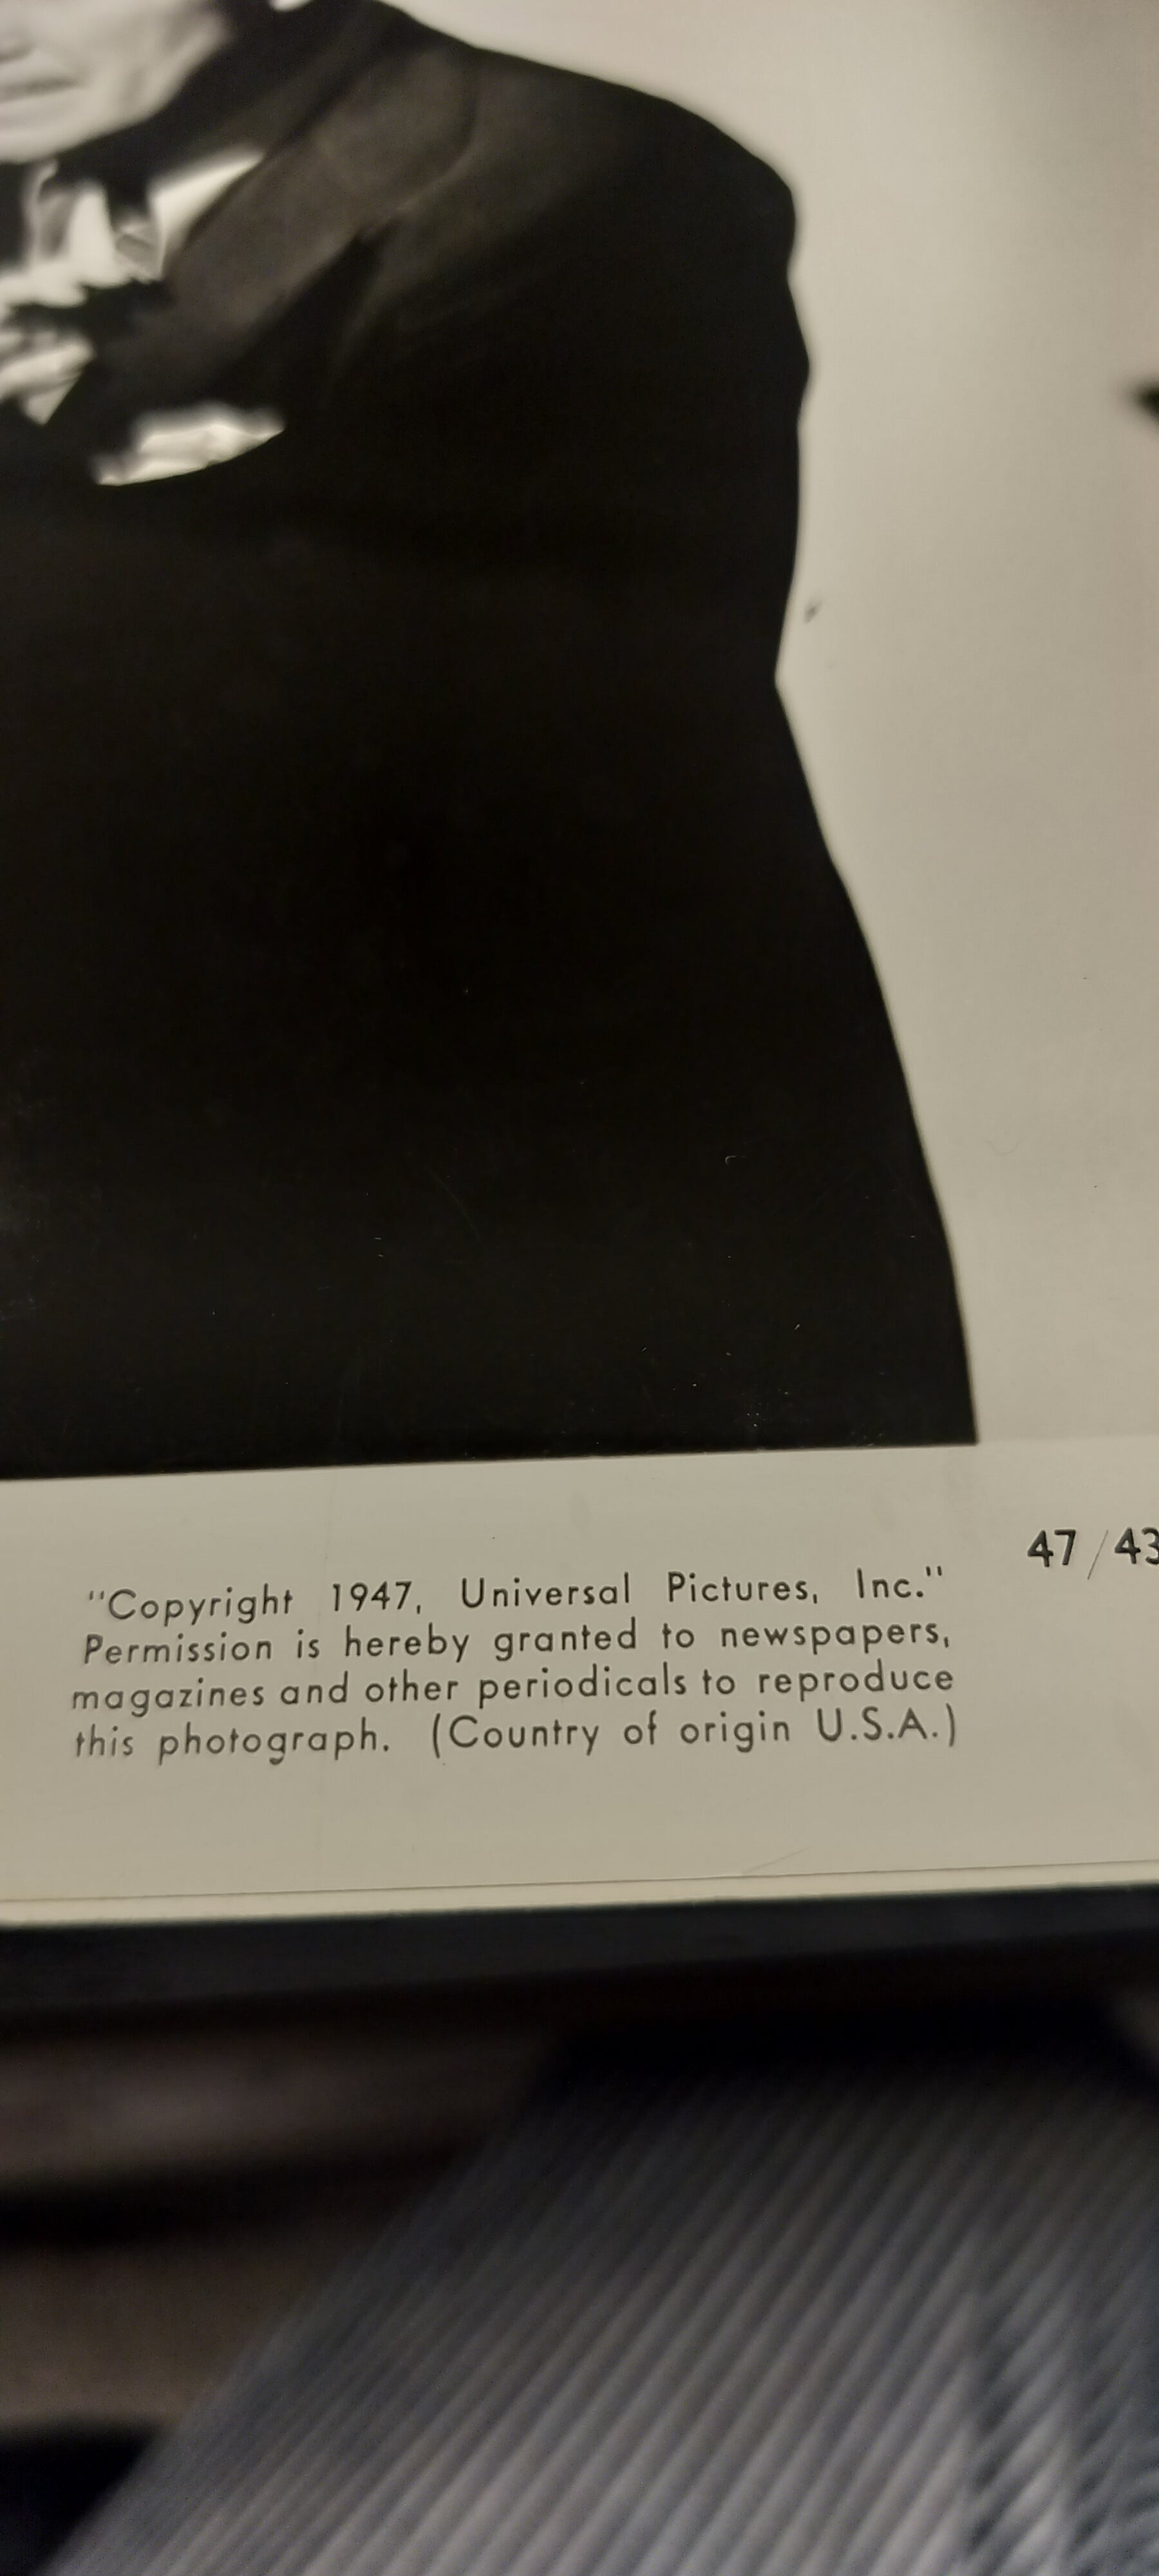 47/43
"Copyright 1947, Universal Pictures, Inc."
Permission is hereby granted to newspapers,
magazines and other periodicals to reproduce
this photograph. (Country of origin U.S.A.)